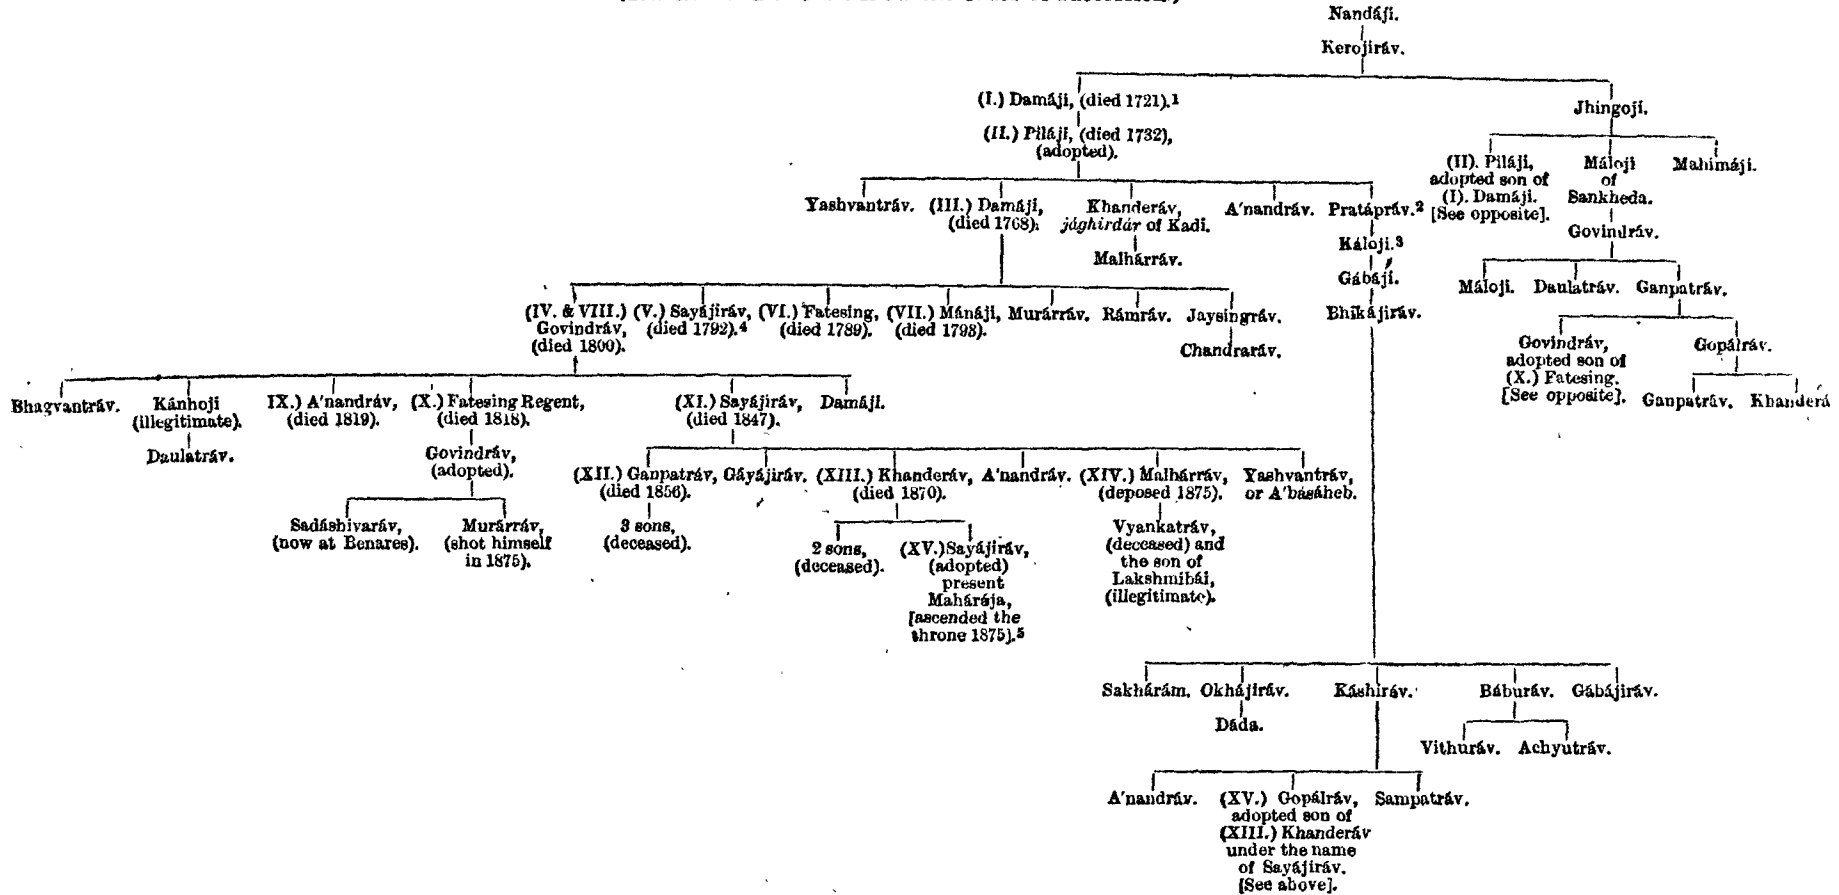 Nandáji.
Kerojiráv.
(I.) Damáji, (died 1721).1
Jhingoji.
(II.) Piláji, (died 1732),
(adopted).
(II). Piláji,
adopted son of
(I). Damáji.
[See opposite].
Máloji
of
Sankheda.
Mahimáji.
Govindráv.
Yashvantráv.
(III.) Damáji,
(died 1768).
Khanderáv,
jághirdár of Kadi.
A'nandráv.
Pratápráv.2
Malhárráv.
Káloji.3
Gábáji.
Bhikájiráv.
Máloji.
Daulatráv.
Ganpatráv.
(IV. & VIII.)
Govindráv,
(died 1800).
(V.) Sayájiráv,
(died 1792).4
(VI.) Fatesing,
(died 1789).
(VII.) Mánáji,
(died 1793).
Murárráv.
Rámráv.
Jaysingráv.
Chandraráv.
Govindráv,
adopted son of
(X.) Fatesing.
[See opposite].
Gopálráv.
Ganpatráv.
Khanderá
Bhagvantráv.
Kánhoji
(illegitimate).
Daulatráv.
IX.) A'nandráv,
(died 1819).
(X.) Fatesing Regent,
(died 1818).
(XI.) Sayájiráv,
(died 1847).
Damáji.
Govindráv,
(adopted).
(XII.) Ganpatráv,
(died 1856).
Gáyájiráv.
(XIII.) Khanderáv,
(died 1870).
A'nandráv.
(XIV.) Malhárráv,
(deposed 1875).
Yashvantráv,
or A'básáheb.
Sadáshivaráv,
(now at Benares).
Murárráv,
(shot himself
in 1875).
3 sons,
(deceased).
2 sons,
(deceased).
(XV.) Sayájiráv,
(adopted)
present
Mahárája,
[ascended the
throne 1875].5
Vyankatráv,
(deceased) and
the son of
Lakshmibái,
(illegitimate).
Sakhárám.
Okhájiráv.
Káshiráv.
Báburáv.
Gábájiráv.
Dáda.
Vithuráv.
Achyutráv.
A'nandráv.
(XV.) Gopálráv,
adopted son of
(XIII.) Khanderáv
under the name
of Sayájiráv.
[See above].
Sampatráv.